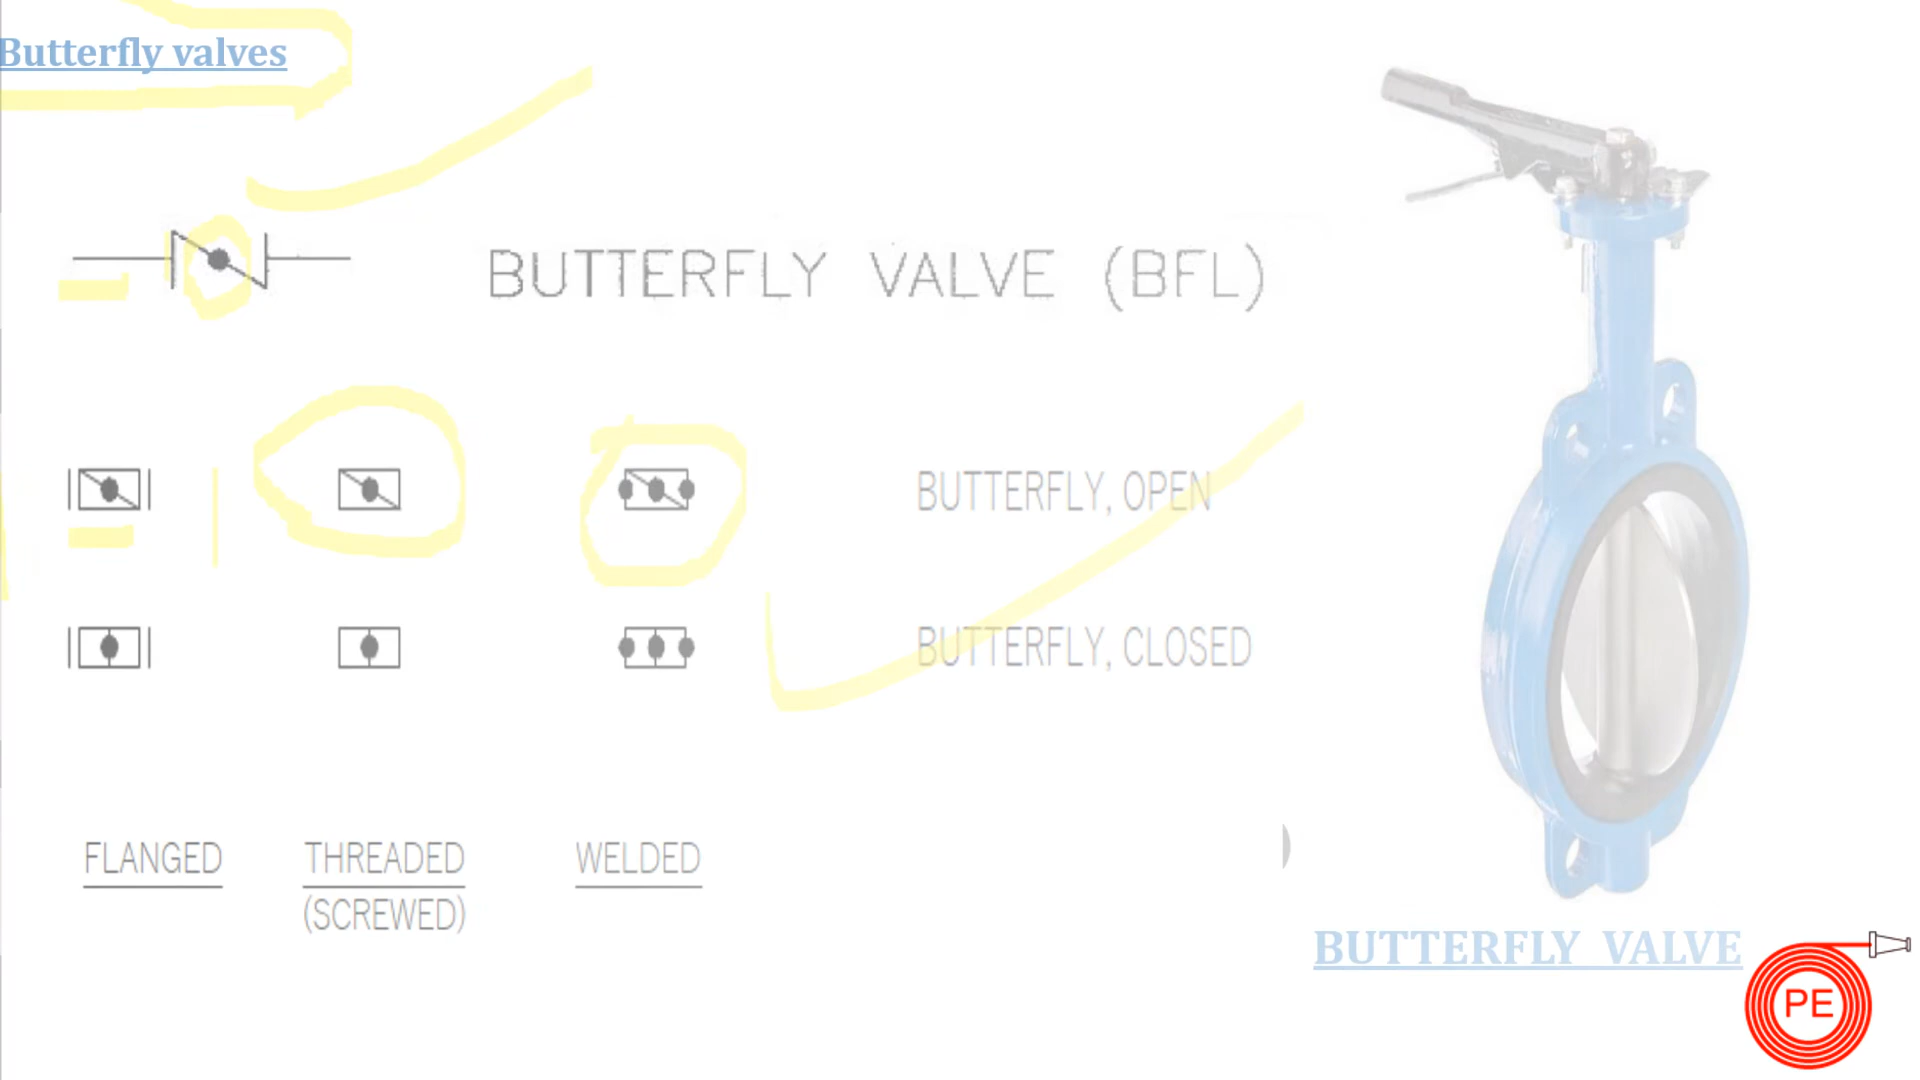 Butterfly valves
BUTTERFLY VALVE (BFL)
BUTTERFLY, OPEN
BUTTERFLY, CLOSED
FLANGED
THREADED
(SCREWED)
WELDED
BUTTERFLY VALVE
PE